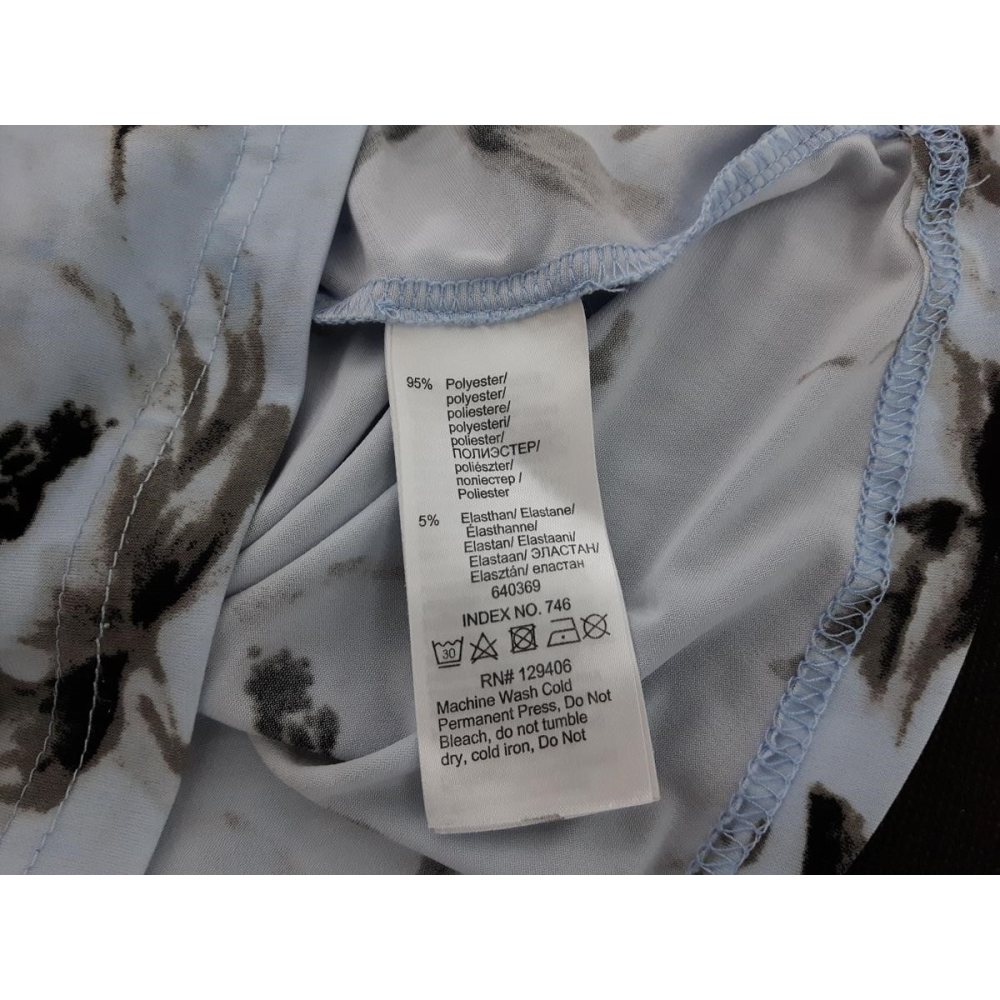 95% Polyester/
polyester/
poliestere/
polyesteri/
poliester/
ПОЛИЭСТЕР/
poliészter/
поліестер /
Poliester
5% Elasthan/ Elastane/
Élasthanne/
Elastan/ Elastaani/
Elastaan/ ЭЛАСТАН/
Elasztán/ еластан
640369
INDEX NO. 746
30
RN# 129406
Machine Wash Cold
Permanent Press, Do Not
Bleach, do not tumble
dry, cold iron, Do Not